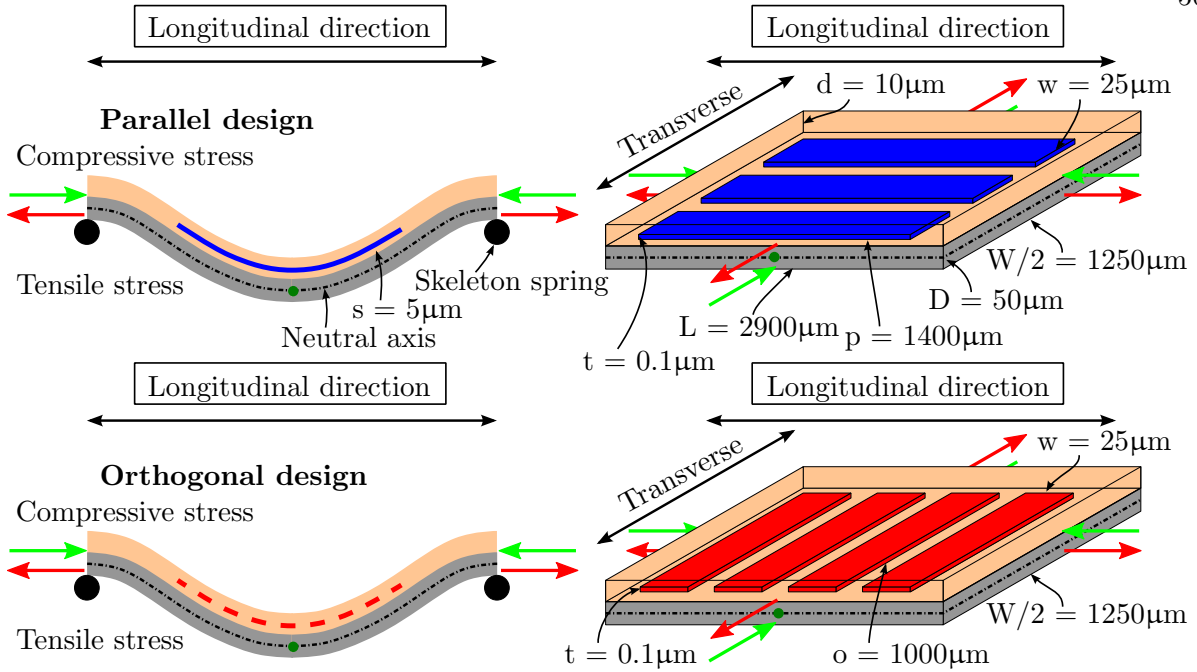 Longitudinal direction
Parallel design
Compressive stress
Tensile stress
Skeleton spring
s = 5µm
Neutral axis
Longitudinal direction
Transverse
d = 10µm
w = 25µm
W/2 = 1250µm
D = 50µm
L = 2900µm
p = 1400µm
t = 0.1µm
Longitudinal direction
Orthogonal design
Compressive stress
Tensile stress
Longitudinal direction
Transverse
w = 25µm
W/2 = 1250µm
t = 0.1µm
o = 1000µm